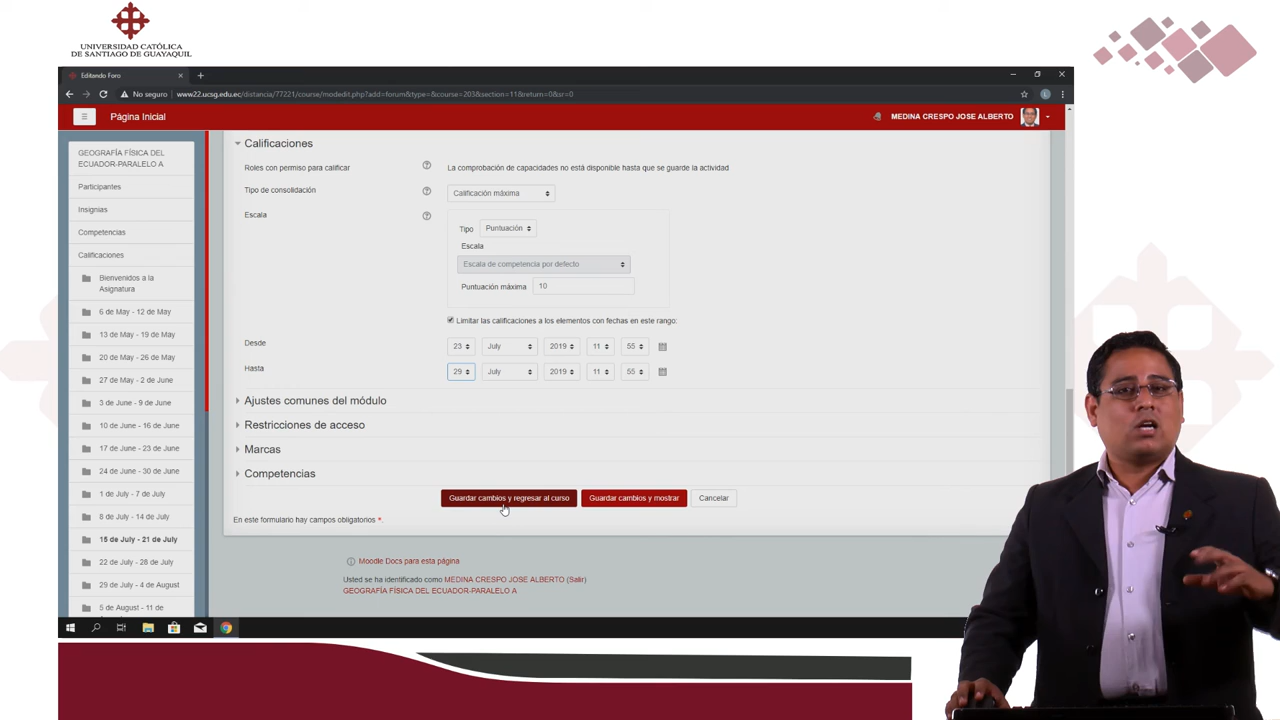 UNIVERSIDAD CATÓLICA
DE SANTIAGO DE GUAYAQUIL
Editando Foro
No seguro
www22.ucsg.edu.ec/distancia/77221/course/modedit.php?add=forum&type=&course=203&section=11&return=0&sr=0
Página Inicial
MEDINA CRESPO JOSE ALBERTO
GEOGRAFÍA FÍSICA DEL
ECUADOR-PARALELO A
Participantes
Insignias
Competencias
Calificaciones
Bienvenidos a la
Asignatura
6 de May - 12 de May
13 de May - 19 de May
20 de May - 26 de May
27 de May - 2 de June
3 de June - 9 de June
10 de June - 16 de June
17 de June - 23 de June
24 de June - 30 de June
1 de July - 7 de July
8 de July - 14 de July
15 de July - 21 de July
22 de July - 28 de July
29 de July - 4 de August
5 de August - 11 de
Calificaciones
Roles con permiso para calificar
La comprobación de capacidades no está disponible hasta que se guarde la actividad
Tipo de consolidación
Calificación máxima
Escala
Tipo Puntuación
Escala
Escala de competencia por defecto
Puntuación máxima 10
Limitar las calificaciones a los elementos con fechas en este rango:
Desde 23 July 2019 11 55
Hasta 29 July 2019 11 55
Ajustes comunes del módulo
Restricciones de acceso
Marcas
Competencias
Guardar cambios y regresar al curso
Guardar cambios y mostrar
Cancelar
En este formulario hay campos obligatorios *.
Moodle Docs para esta página
Usted se ha identificado como MEDINA CRESPO JOSE ALBERTO (Salir)
GEOGRAFÍA FÍSICA DEL ECUADOR-PARALELO A